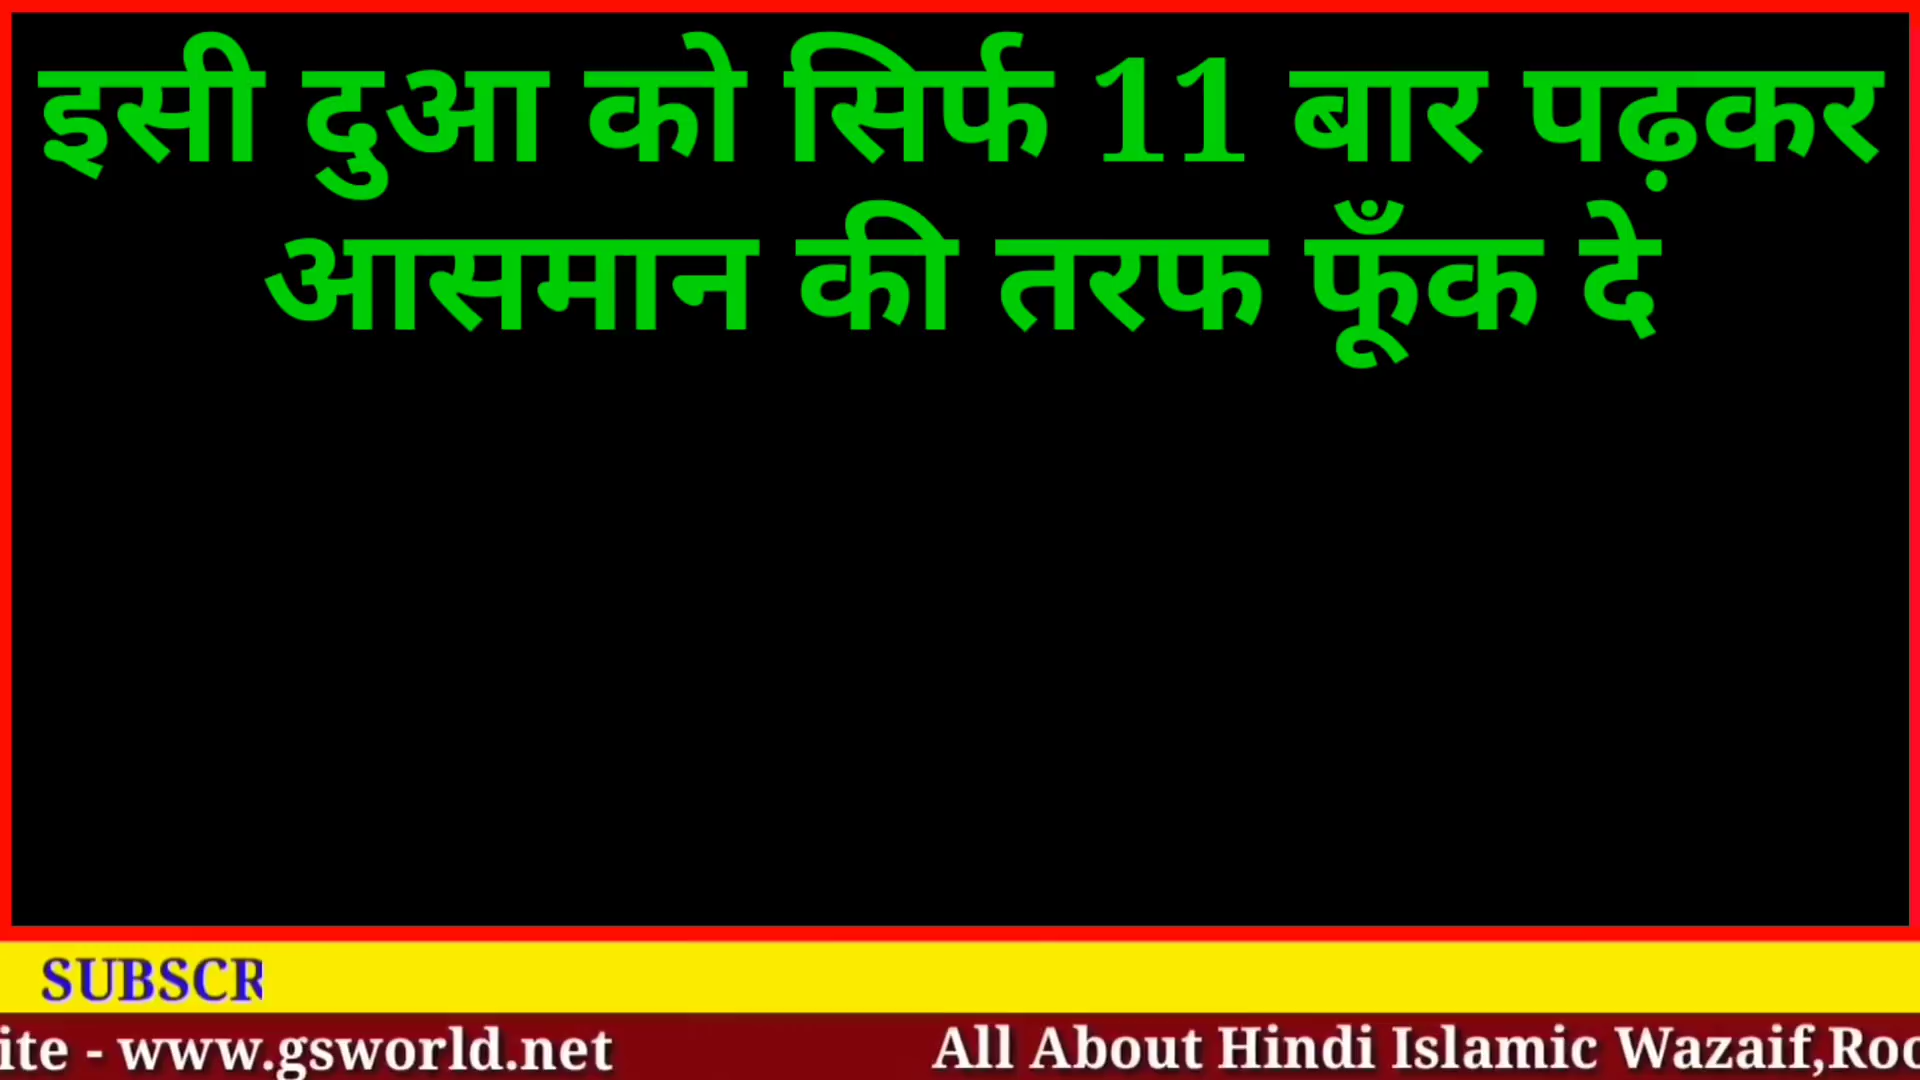 इसी दुआ को सिर्फ 11 बार पढ़कर
आसमान की तरफ फूँक दे
SUBSCR
ite - www.gsworld.net All About Hindi Islamic Wazaif,Roo